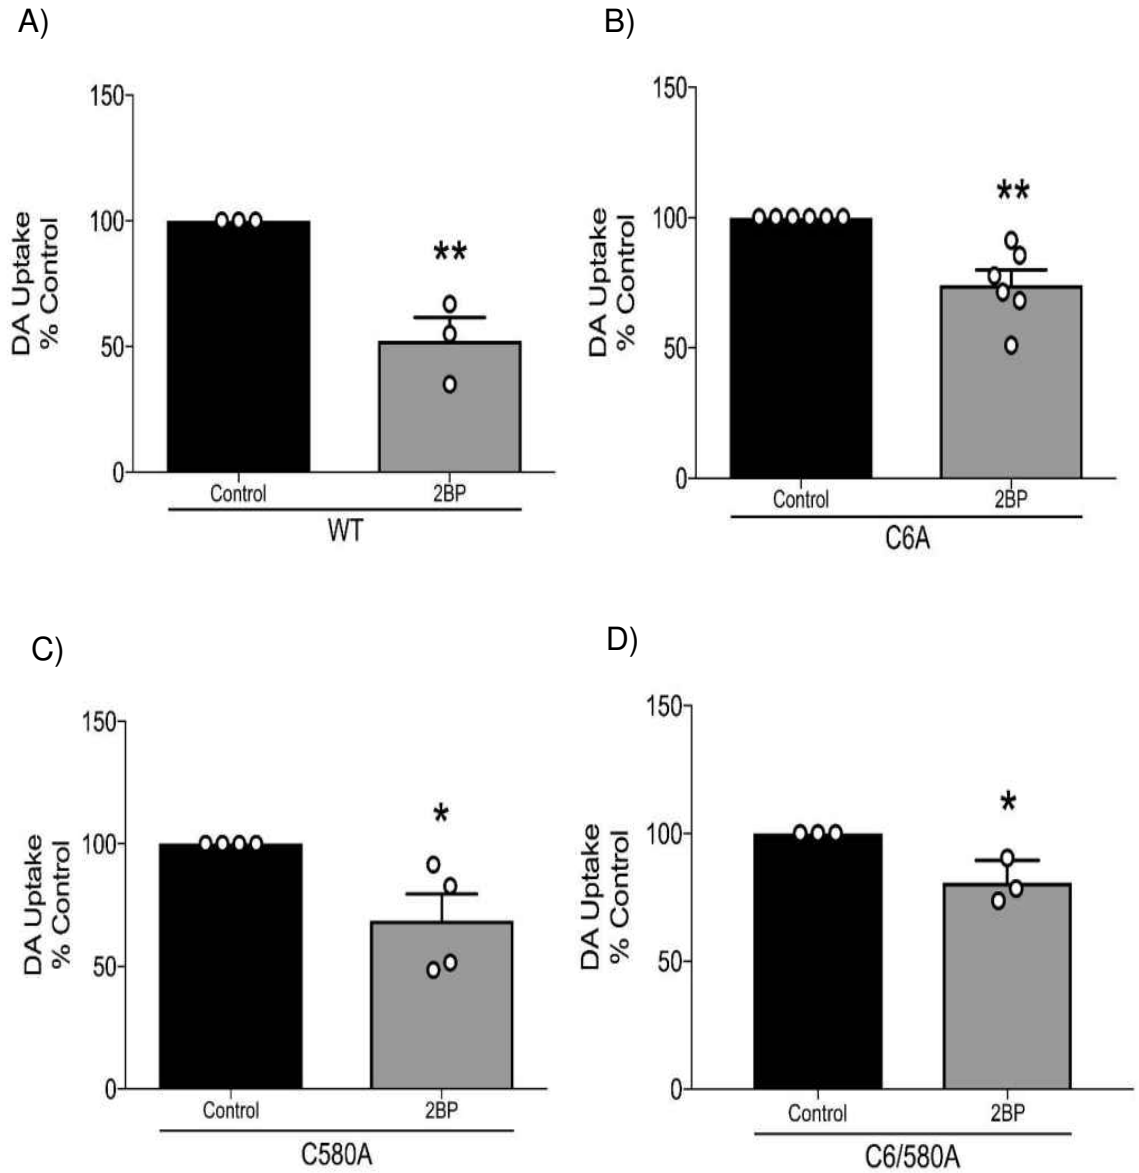 A)
DA Uptake
% Control
150
100
50
0
**
Control 2BP
WT
B)
DA Uptake
% Control
150
100
50
0
**
Control 2BP
C6A
C)
DA Uptake
% Control
150
100
50
0
*
Control 2BP
C580A
D)
DA Uptake
% Control
150
100
50
0
*
Control 2BP
C6/580A